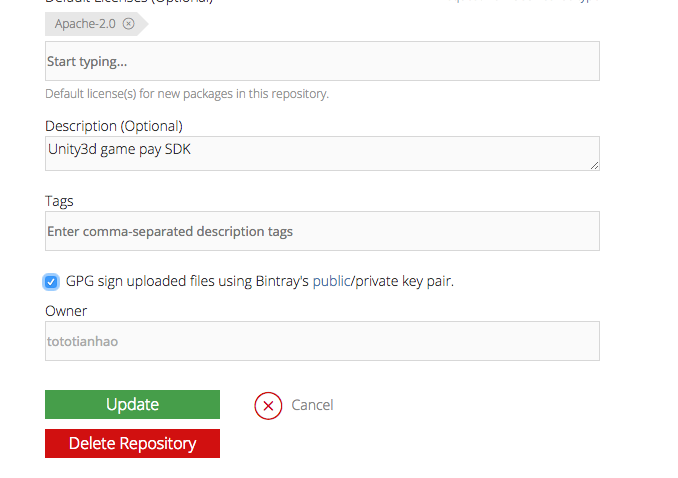 Default Licenses (Optional)
Apache-2.0
Start typing...
Default license(s) for new packages in this repository.
Description (Optional)
Unity3d game pay SDK
Tags
Enter comma-separated description tags
GPG sign uploaded files using Bintray's public/private key pair.
Owner
tototianhao
Update
Cancel
Delete Repository